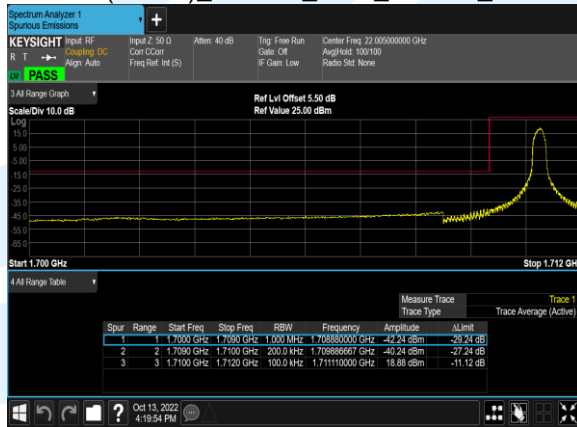 Spectrum Analyzer 1
Spurious Emissions
+
KEYSIGHT Input: RF Input Z: 50 Ω Atten: 40 dB Trig: Free Run Center Freq: 22.005000000 GHz
R T Coupling: DC Corr CCorr Gate: Off Avg|Hold: 100/100
Align: Auto Freq Ref: Int (S) IF Gain: Low Radio Std: None
PASS
3 All Range Graph
Ref Lvl Offset 5.50 dB
Scale/Div 10.0 dB Ref Value 25.00 dBm
Log
15.0
5.00
-5.00
-15.0
-25.0
-35.0
-45.0
-55.0
-65.0
Start 1.700 GHz Stop 1.712 GH
4 All Range Table
Measure Trace Trace 1
Trace Type Trace Average (Active)
Spur Range Start Freq Stop Freq RBW Frequency Amplitude ΔLimit
1 1 1.7000 GHz 1.7090 GHz 1.000 MHz 1.708880000 GHz -42.24 dBm -29.24 dB
2 2 1.7090 GHz 1.7100 GHz 200.0 kHz 1.709886667 GHz -40.24 dBm -27.24 dB
3 3 1.7100 GHz 1.7120 GHz 100.0 kHz 1.711110000 GHz 18.88 dBm -11.12 dB
? Oct 13, 2022
4:19:54 PM